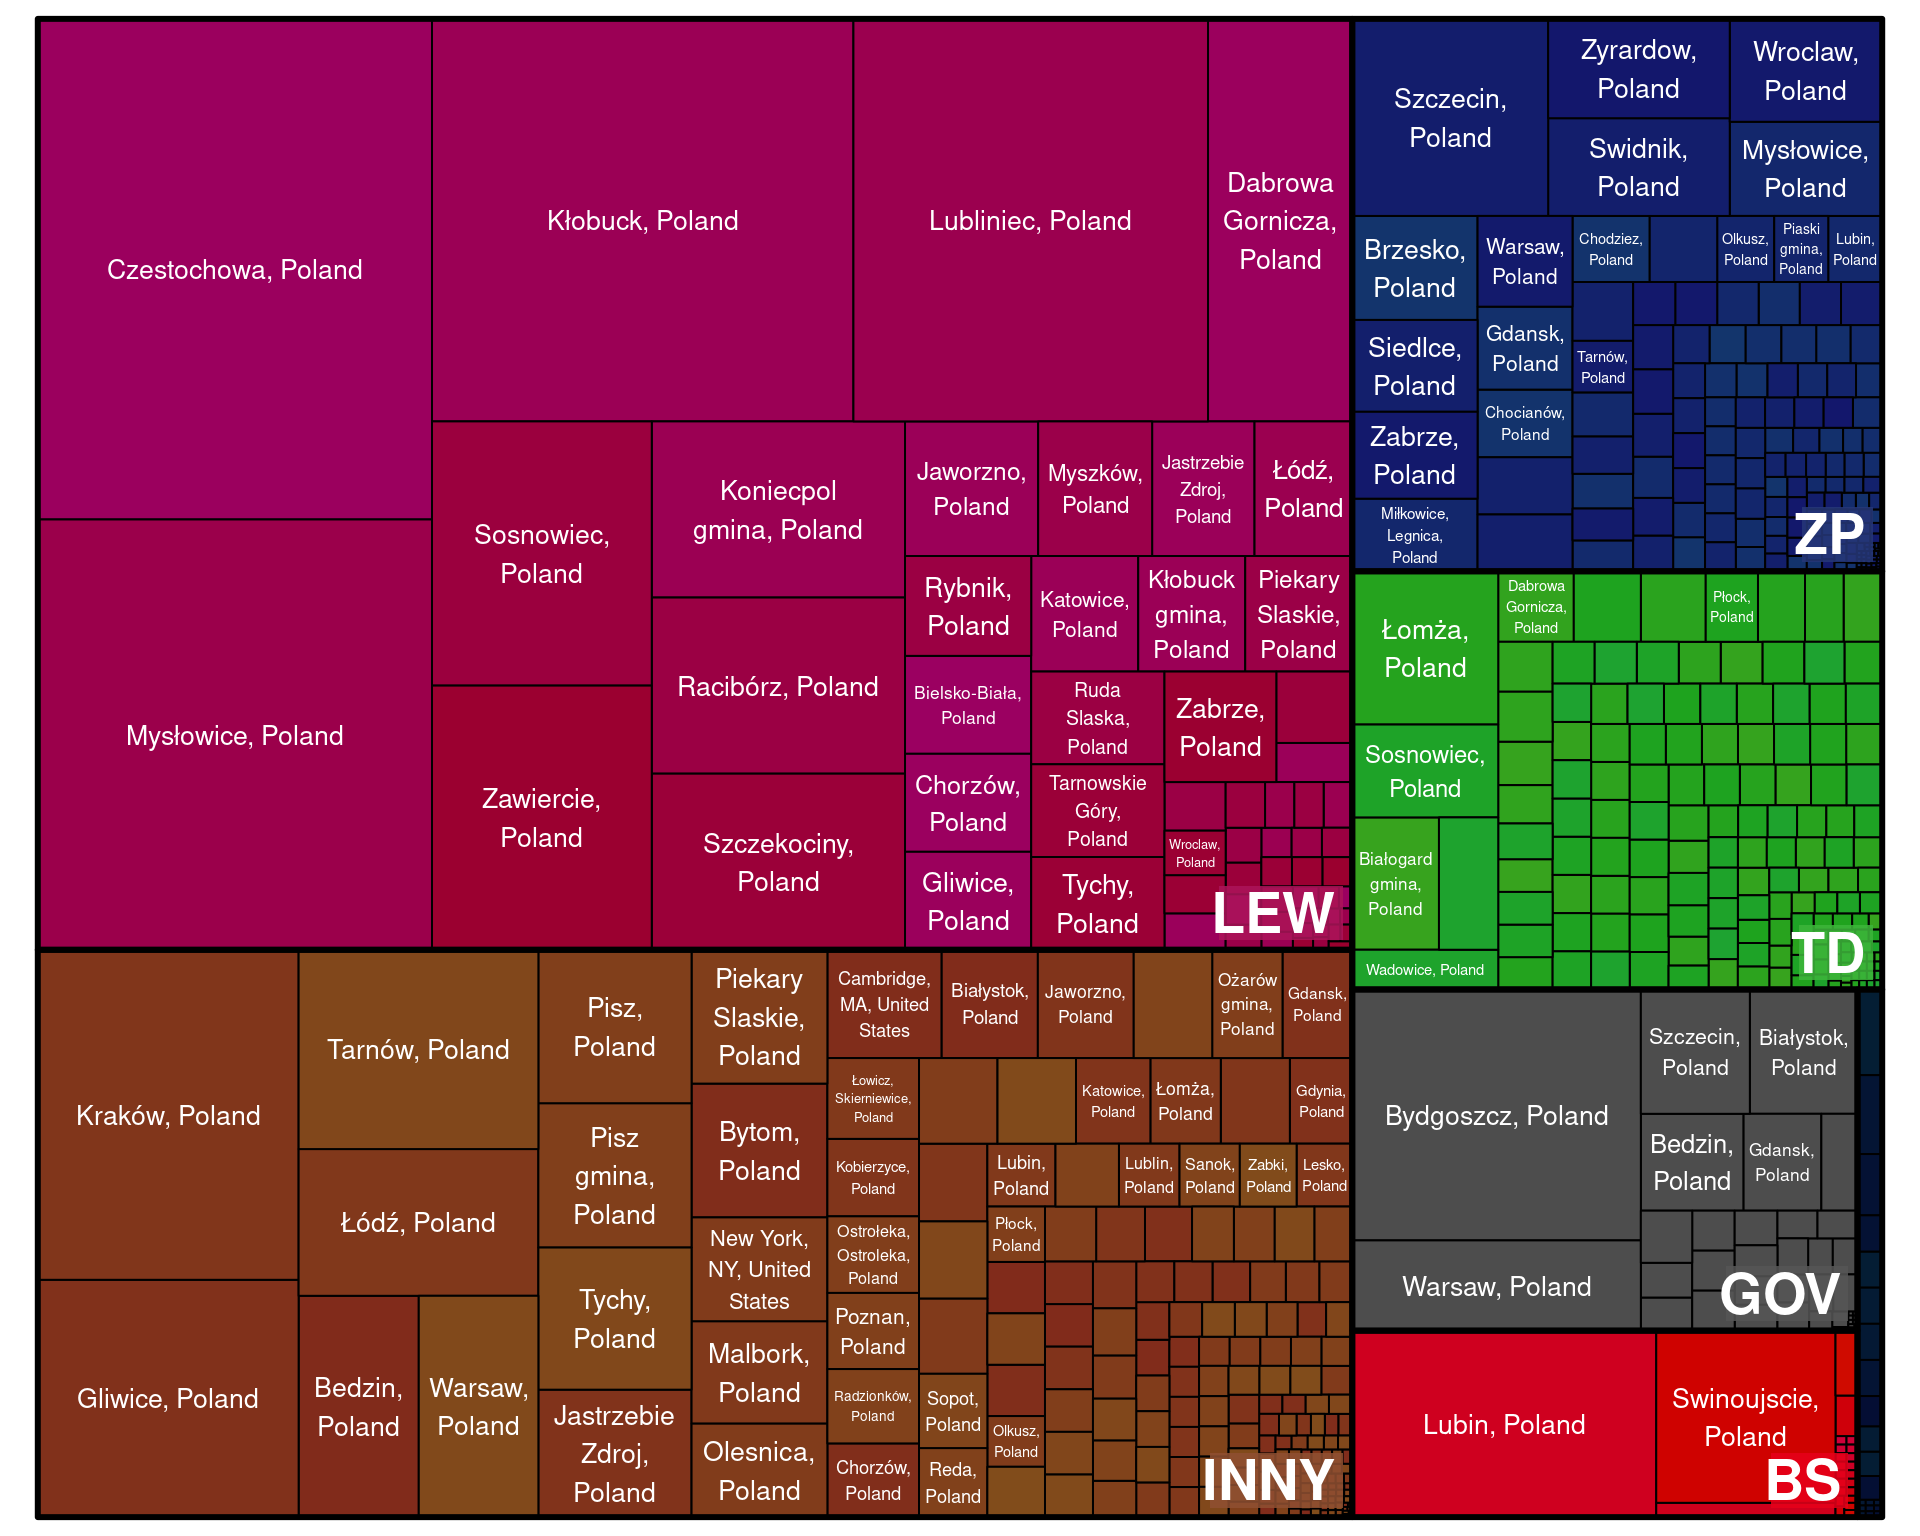 Czestochowa, Poland
Mysłowice, Poland
Kłobuck, Poland
Lubliniec, Poland
Dabrowa
Gornicza,
Poland
Sosnowiec,
Poland
Zawiercie,
Poland
Koniecpol
gmina, Poland
Racibórz, Poland
Szczekociny,
Poland
Jaworzno,
Poland
Myszków,
Poland
Jastrzebie
Zdroj,
Poland
Łódź,
Poland
Rybnik,
Poland
Bielsko-Biała,
Poland
Chorzów,
Poland
Gliwice,
Poland
Katowice,
Poland
Kłobuck
gmina,
Poland
Piekary
Slaskie,
Poland
Ruda
Slaska,
Poland
Tarnowskie
Góry,
Poland
Tychy,
Poland
Zabrze,
Poland
Wroclaw,
Poland
LEW
Szczecin,
Poland
Zyrardow,
Poland
Wroclaw,
Poland
Swidnik,
Poland
Mysłowice,
Poland
Brzesko,
Poland
Siedlce,
Poland
Zabrze,
Poland
Miłkowice,
Legnica,
Poland
Warsaw,
Poland
Gdansk,
Poland
Chocianów,
Poland
Chodziez,
Poland
Olkusz,
Poland
Piaski
gmina,
Poland
Lubin,
Poland
Tarnów,
Poland
ZP
Łomża,
Poland
Sosnowiec,
Poland
Białogard
gmina,
Poland
Wadowice, Poland
Dabrowa
Gornicza,
Poland
Płock,
Poland
TD
Kraków, Poland
Gliwice, Poland
Tarnów, Poland
Łódź, Poland
Bedzin,
Poland
Warsaw,
Poland
Pisz,
Poland
Pisz
gmina,
Poland
Tychy,
Poland
Jastrzebie
Zdroj,
Poland
Piekary
Slaskie,
Poland
Bytom,
Poland
New York,
NY, United
States
Malbork,
Poland
Olesnica,
Poland
Cambridge,
MA, United
States
Białystok,
Poland
Jaworzno,
Poland
Ożarów
gmina,
Poland
Gdansk,
Poland
Łowicz,
Skierniewice,
Poland
Kobierzyce,
Poland
Ostrołeka,
Ostroleka,
Poland
Poznan,
Poland
Radzionków,
Poland
Chorzów,
Poland
Katowice,
Poland
Łomża,
Poland
Gdynia,
Poland
Lubin,
Poland
Lublin,
Poland
Sanok,
Poland
Zabki,
Poland
Lesko,
Poland
Płock,
Poland
Sopot,
Poland
Reda,
Poland
Olkusz,
Poland
INNY
Bydgoszcz, Poland
Warsaw, Poland
Szczecin,
Poland
Białystok,
Poland
Bedzin,
Poland
Gdansk,
Poland
GOV
Lubin, Poland
Swinoujscie,
Poland
BS